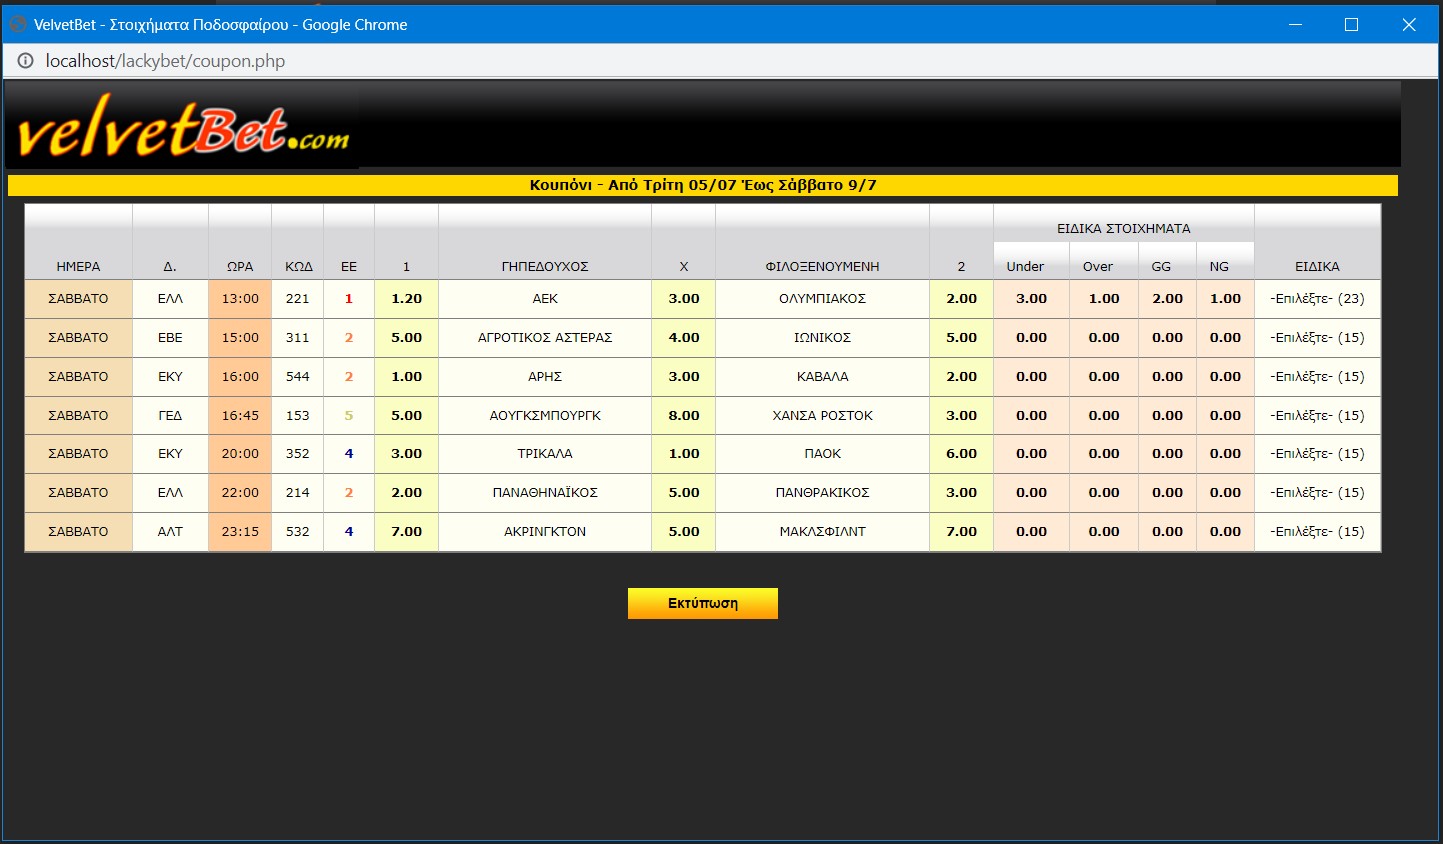 VelvetBet - Στοιχήματα Ποδοσφαίρου - Google Chrome
localhost/lackybet/coupon.php
velvetBet.com
Κουπόνι - Από Τρίτη 05/07 Έως Σάββατο 9/7
ΕΙΔΙΚΑ ΣΤΟΙΧΗΜΑΤΑ
ΗΜΕΡΑ Δ. ΩΡΑ ΚΩΔ ΕΕ 1 ΓΗΠΕΔΟΥΧΟΣ Χ ΦΙΛΟΞΕΝΟΥΜΕΝΗ 2 Under Over GG NG ΕΙΔΙΚΑ
ΣΑΒΒΑΤΟ ΕΛΛ 13:00 221 1 1.20 ΑΕΚ 3.00 ΟΛΥΜΠΙΑΚΟΣ 2.00 3.00 1.00 2.00 1.00 -Επιλέξτε- (23)
ΣΑΒΒΑΤΟ ΕΒΕ 15:00 311 2 5.00 ΑΓΡΟΤΙΚΟΣ ΑΣΤΕΡΑΣ 4.00 ΙΩΝΙΚΟΣ 5.00 0.00 0.00 0.00 0.00 -Επιλέξτε- (15)
ΣΑΒΒΑΤΟ ΕΚΥ 16:00 544 2 1.00 ΑΡΗΣ 3.00 ΚΑΒΑΛΑ 2.00 0.00 0.00 0.00 0.00 -Επιλέξτε- (15)
ΣΑΒΒΑΤΟ ΓΕΔ 16:45 153 5 5.00 ΑΟΥΓΚΣΜΠΟΥΡΓΚ 8.00 ΧΑΝΣΑ ΡΟΣΤΟΚ 3.00 0.00 0.00 0.00 0.00 -Επιλέξτε- (15)
ΣΑΒΒΑΤΟ ΕΚΥ 20:00 352 4 3.00 ΤΡΙΚΑΛΑ 1.00 ΠΑΟΚ 6.00 0.00 0.00 0.00 0.00 -Επιλέξτε- (15)
ΣΑΒΒΑΤΟ ΕΛΛ 22:00 214 2 2.00 ΠΑΝΑΘΗΝΑΪΚΟΣ 5.00 ΠΑΝΘΡΑΚΙΚΟΣ 3.00 0.00 0.00 0.00 0.00 -Επιλέξτε- (15)
ΣΑΒΒΑΤΟ ΑΛΤ 23:15 532 4 7.00 ΑΚΡΙΝΓΚΤΟΝ 5.00 ΜΑΚΛΣΦΙΛΝΤ 7.00 0.00 0.00 0.00 0.00 -Επιλέξτε- (15)
Εκτύπωση